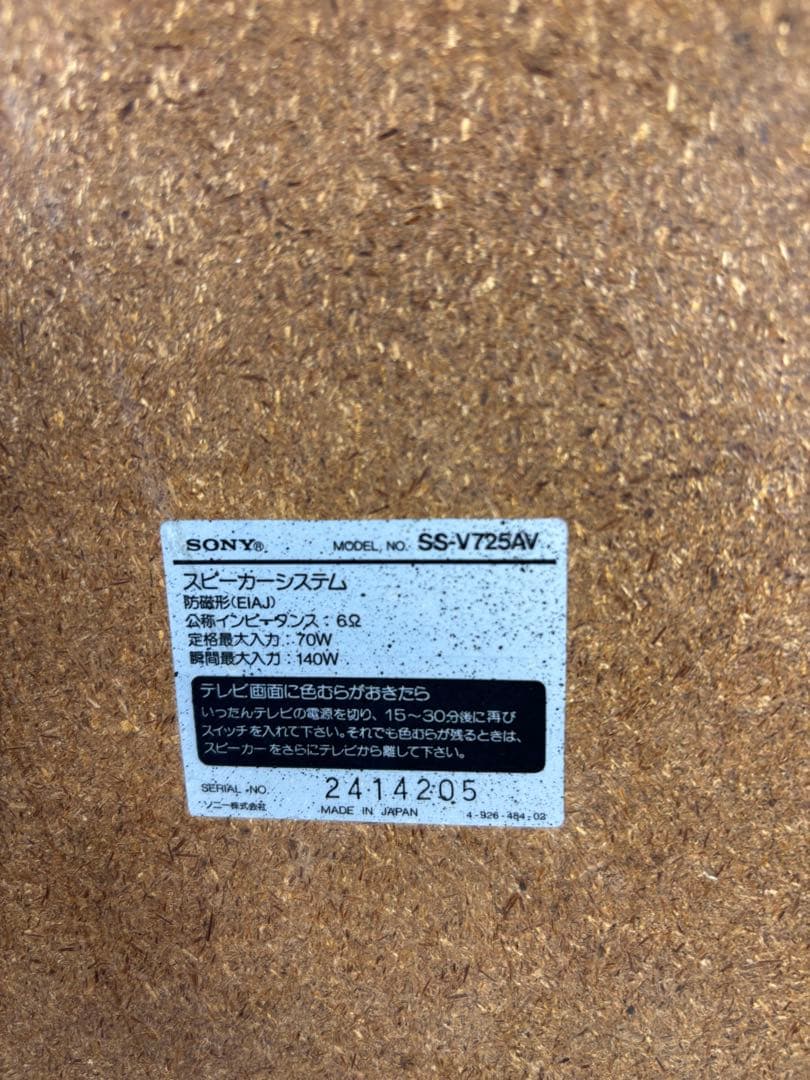 SONY® MODEL NO. SS-V725AV
スピーカーシステム
防磁形(EIAJ)
公称インピーダンス：6Ω
定格最大入力：70W
瞬間最大入力：140W
テレビ画面に色むらがおきたら
いったんテレビの電源を切り、15〜30分後に再び
スイッチを入れて下さい。それでも色むらが残るときは、
スピーカーをさらにテレビから離して下さい。
SERIAL NO. 2414205
ソニー株式会社 MADE IN JAPAN 4-926-484-02